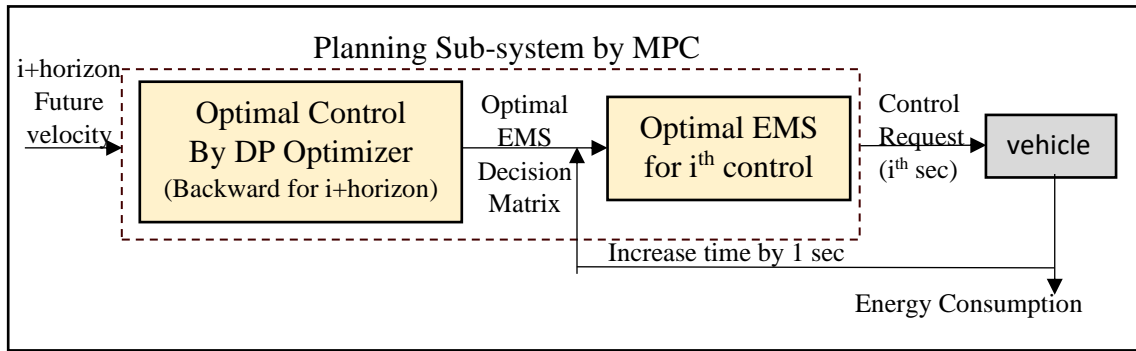 Planning Sub-system by MPC
i+horizon
Future
velocity
Optimal Control
By DP Optimizer
(Backward for i+horizon)
Optimal
EMS
Decision
Matrix
Optimal EMS
for iᵗʰ control
Control
Request
(iᵗʰ sec)
vehicle
Increase time by 1 sec
Energy Consumption